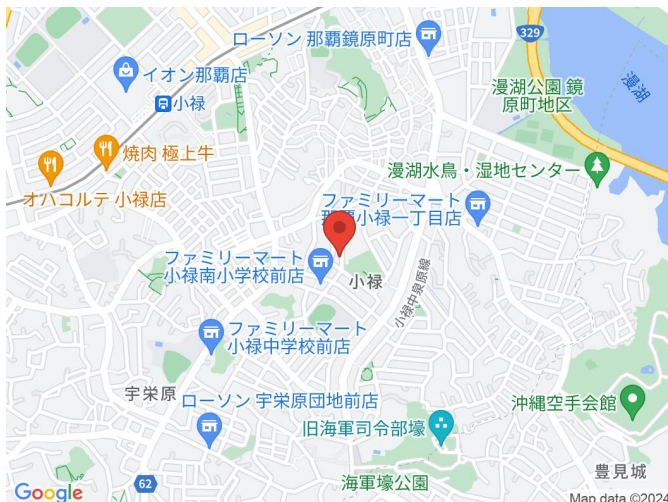 ローソン 那覇鏡原町店
329
イオン那覇店
小禄
漫湖公園 鏡
原町地区
漫湖
焼肉 極上牛
漫湖水鳥・湿地センター
オハコルテ 小禄店
ファミリーマート
那覇小禄一丁目店
ファミリーマート
小禄南小学校前店
小禄
小禄中泉原線
ファミリーマート
小禄中学校前店
宇栄原
ローソン 宇栄原団地前店
沖縄空手会館
旧海軍司令部壕
62
海軍壕公園
豊見城
Google
Map data ©2024